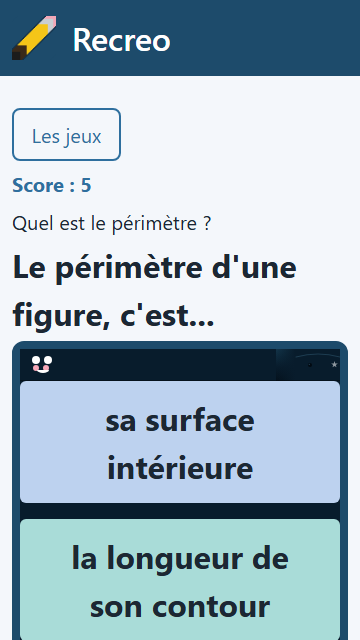 Recreo
Les jeux
Score : 5
Quel est le périmètre ?
Le périmètre d'une
figure, c'est...
sa surface
intérieure
la longueur de
son contour